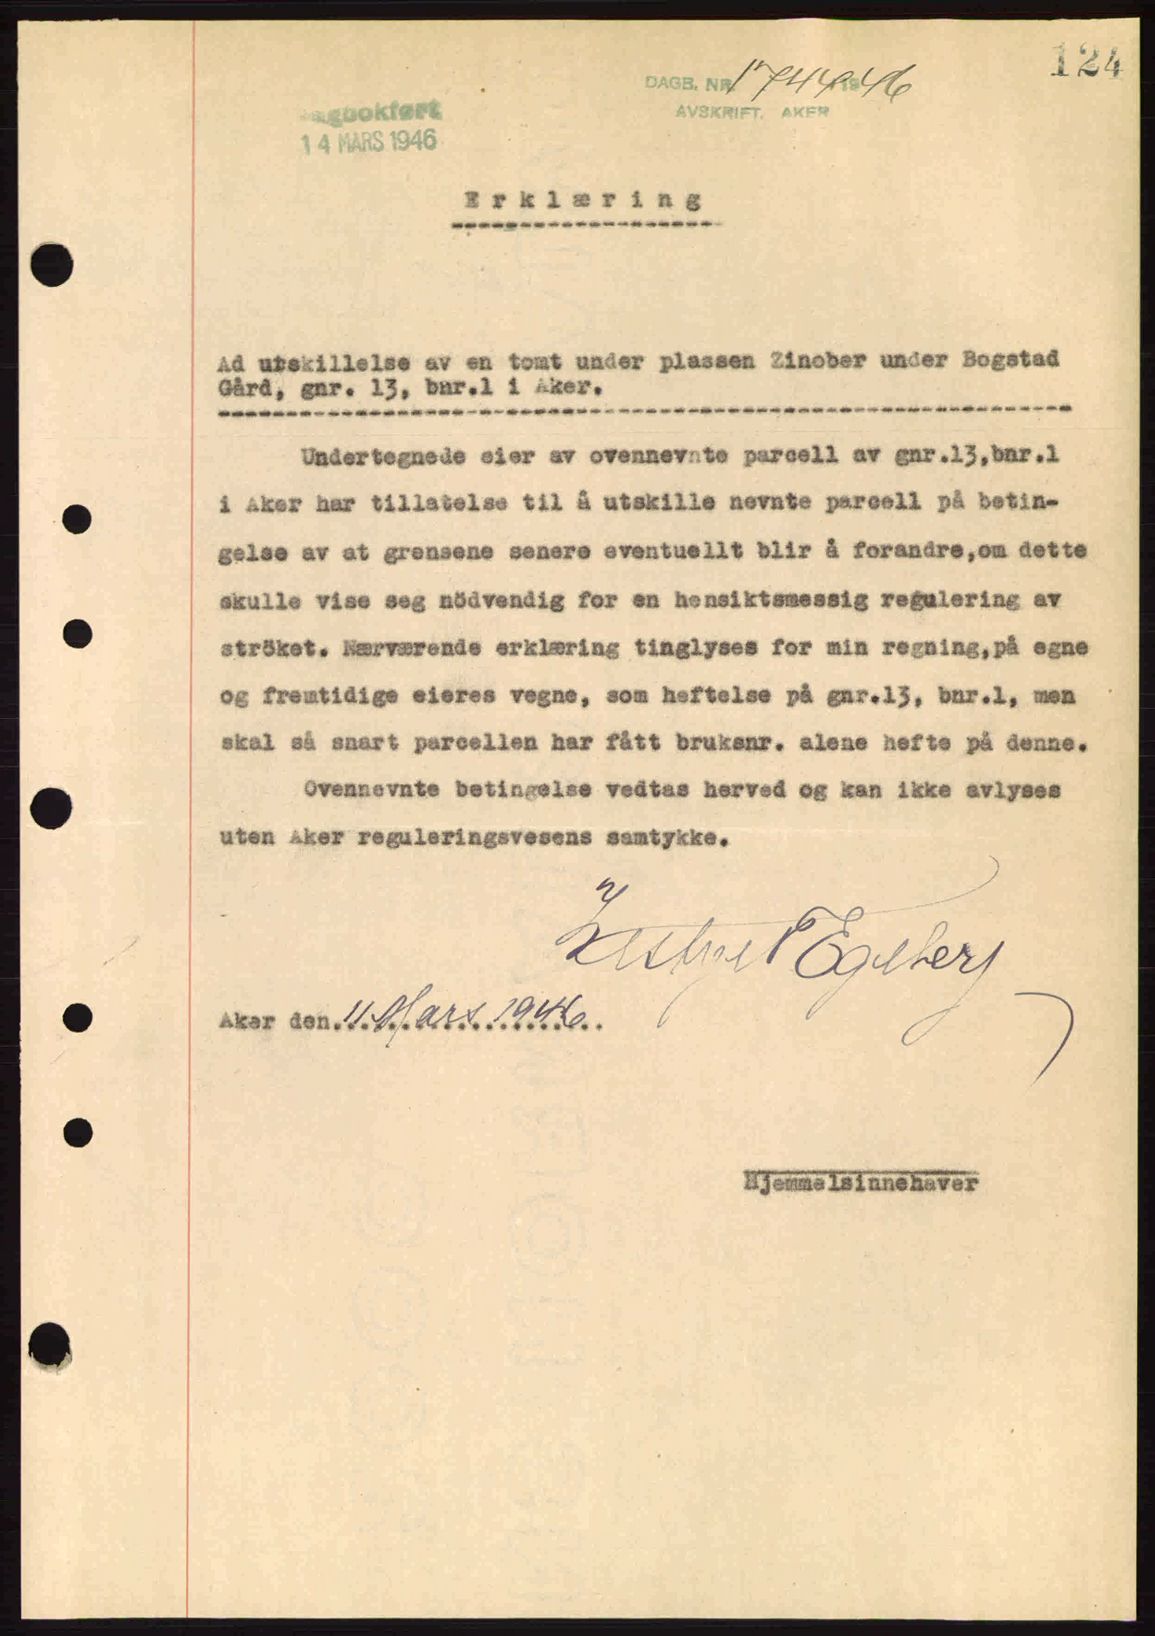 124
DAGB. NR 1744 1946
AVSKRIFT. AKER
agbokført
14 MARS 1946
Erklæring
Ad utskillelse av en tomt under plassen Zinober under Bogstad
Gård, gnr. 13, bnr.1 i Aker.
Undertegnede eier av ovennevnte parcell av gnr.13,bnr.1
i Aker har tillatelse til å utskille nevnte parcell på betin-
gelse av at grensene senere eventuellt blir å forandre,om dette
skulle vise seg nödvendig for en hensiktsmessig regulering av
ströket. Nærværende erklæring tinglyses for min regning,på egne
og fremtidige eieres vegne, som heftelse på gnr.13, bnr.1, men
skal så snart parcellen har fått bruksnr. alene hefte på denne.
Ovennevnte betingelse vedtas herved og kan ikke avlyses
uten Aker reguleringsvesens samtykke.
Egeberg
Aker den 11 Mars 1946
Hjemmelsinnehaver